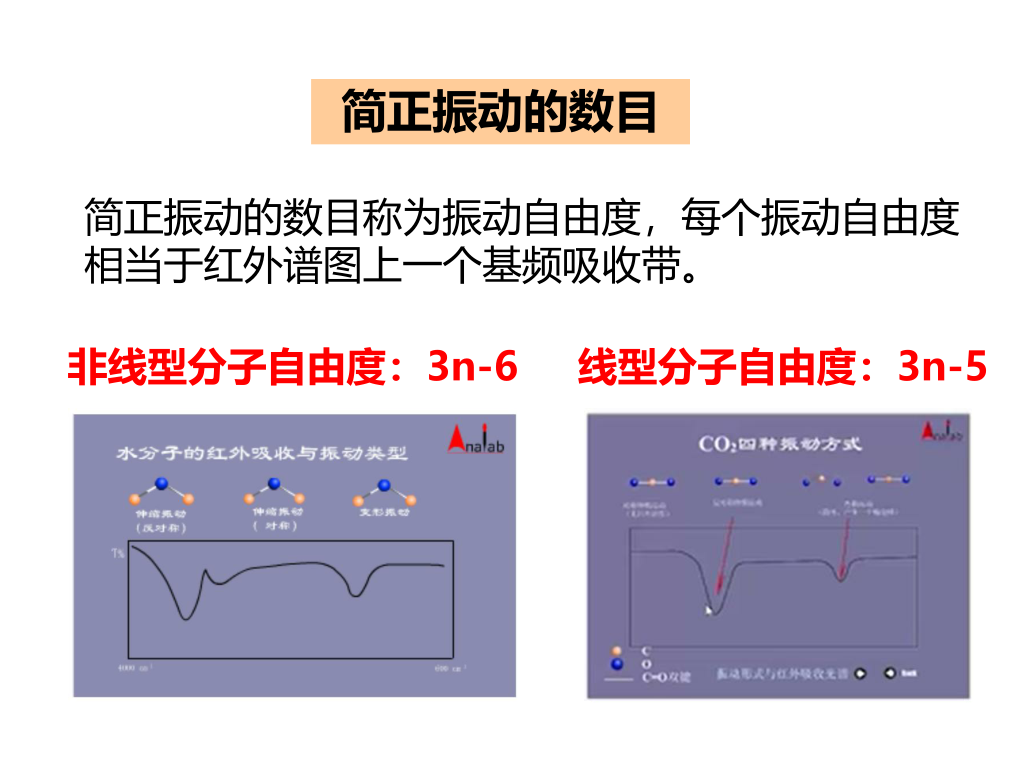 简正振动的数目
简正振动的数目称为振动自由度，每个振动自由度
相当于红外谱图上一个基频吸收带。
非线型分子自由度：3n-6
线型分子自由度：3n-5
水分子的红外吸收与振动类型
Analab
伸缩振动
(反对称)
伸缩振动
( 对称)
变形振动
T%
4000 cm⁻¹
690 cm⁻¹
CO₂四种振动方式
Analab
C
O
C=O双键
振动形式与红外吸收光谱
Back